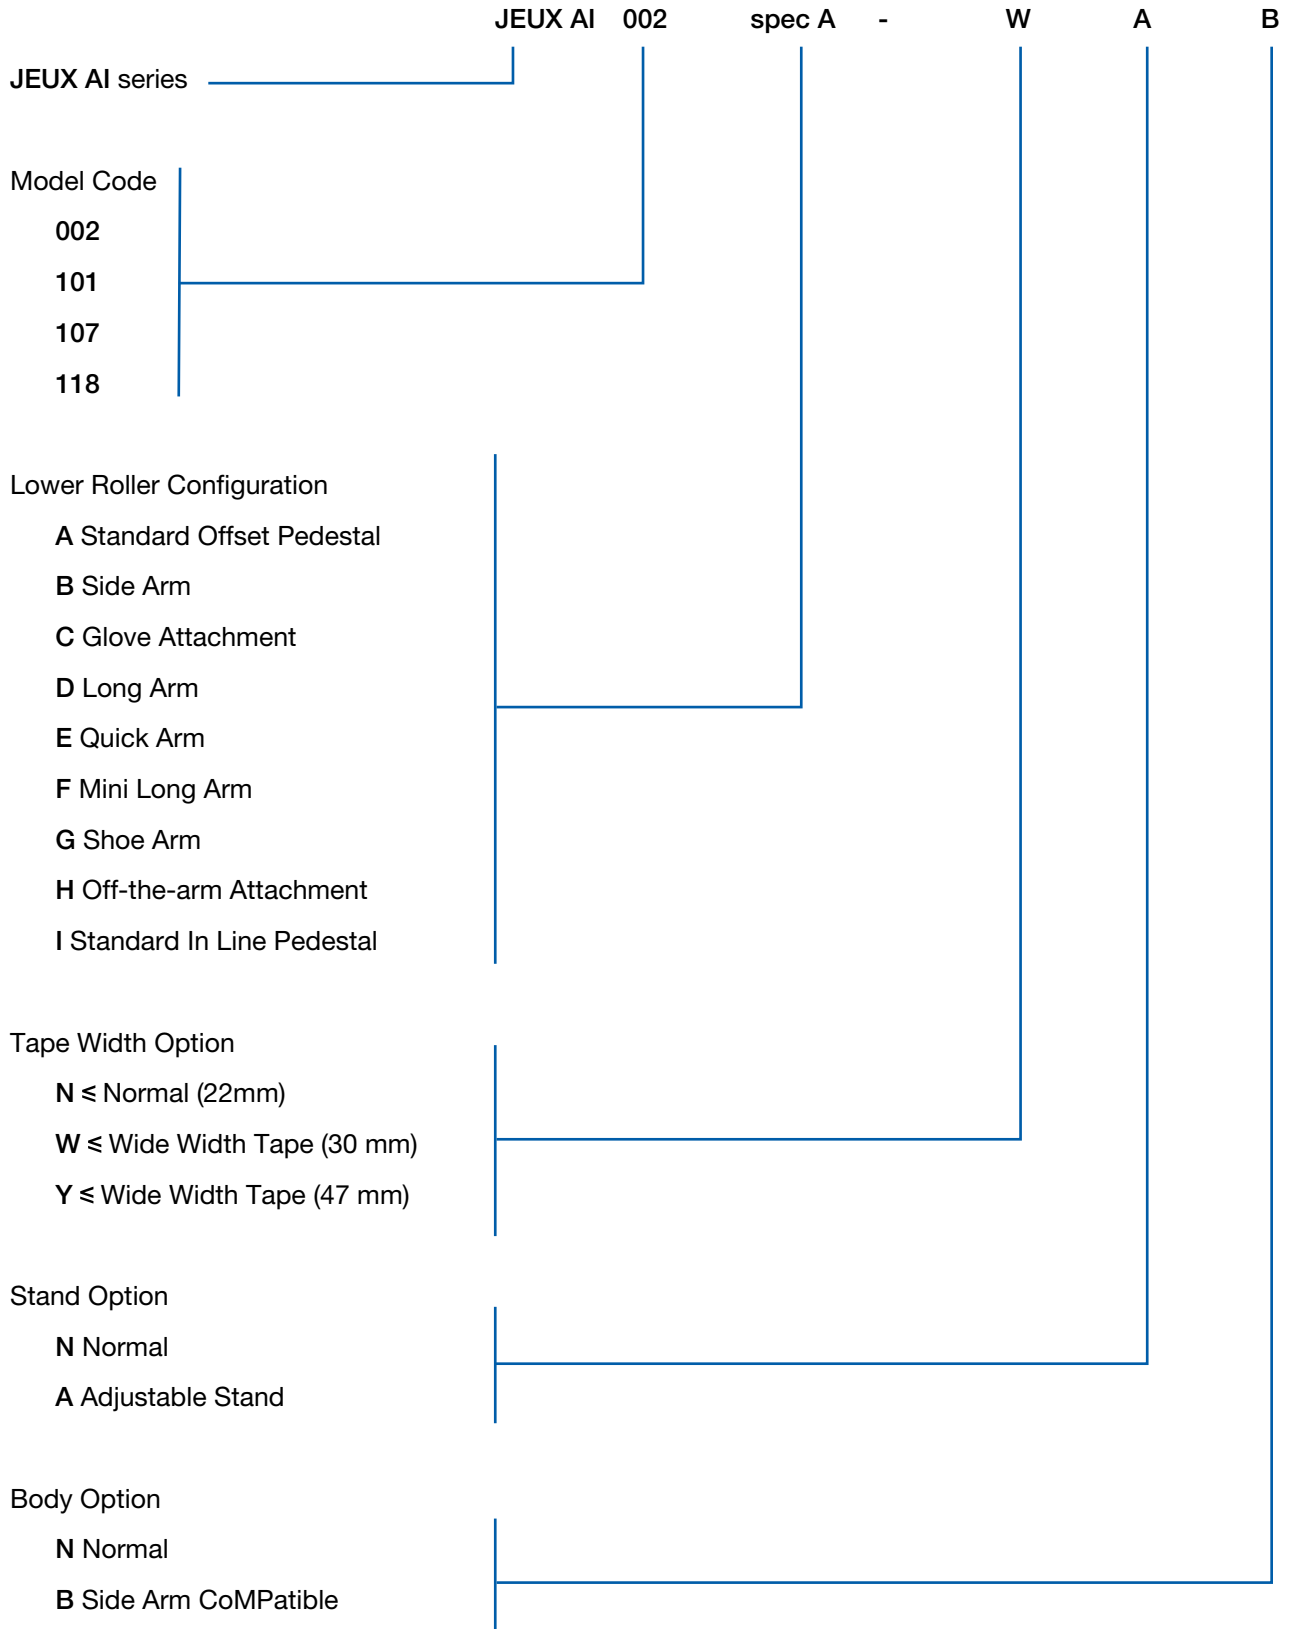 JEUX AI 002 spec A - W A B
JEUX AI series
Model Code
002
101
107
118
Lower Roller Configuration
A Standard Offset Pedestal
B Side Arm
C Glove Attachment
D Long Arm
E Quick Arm
F Mini Long Arm
G Shoe Arm
H Off-the-arm Attachment
I Standard In Line Pedestal
Tape Width Option
N ≤ Normal (22mm)
W ≤ Wide Width Tape (30 mm)
Y ≤ Wide Width Tape (47 mm)
Stand Option
N Normal
A Adjustable Stand
Body Option
N Normal
B Side Arm CoMPatible